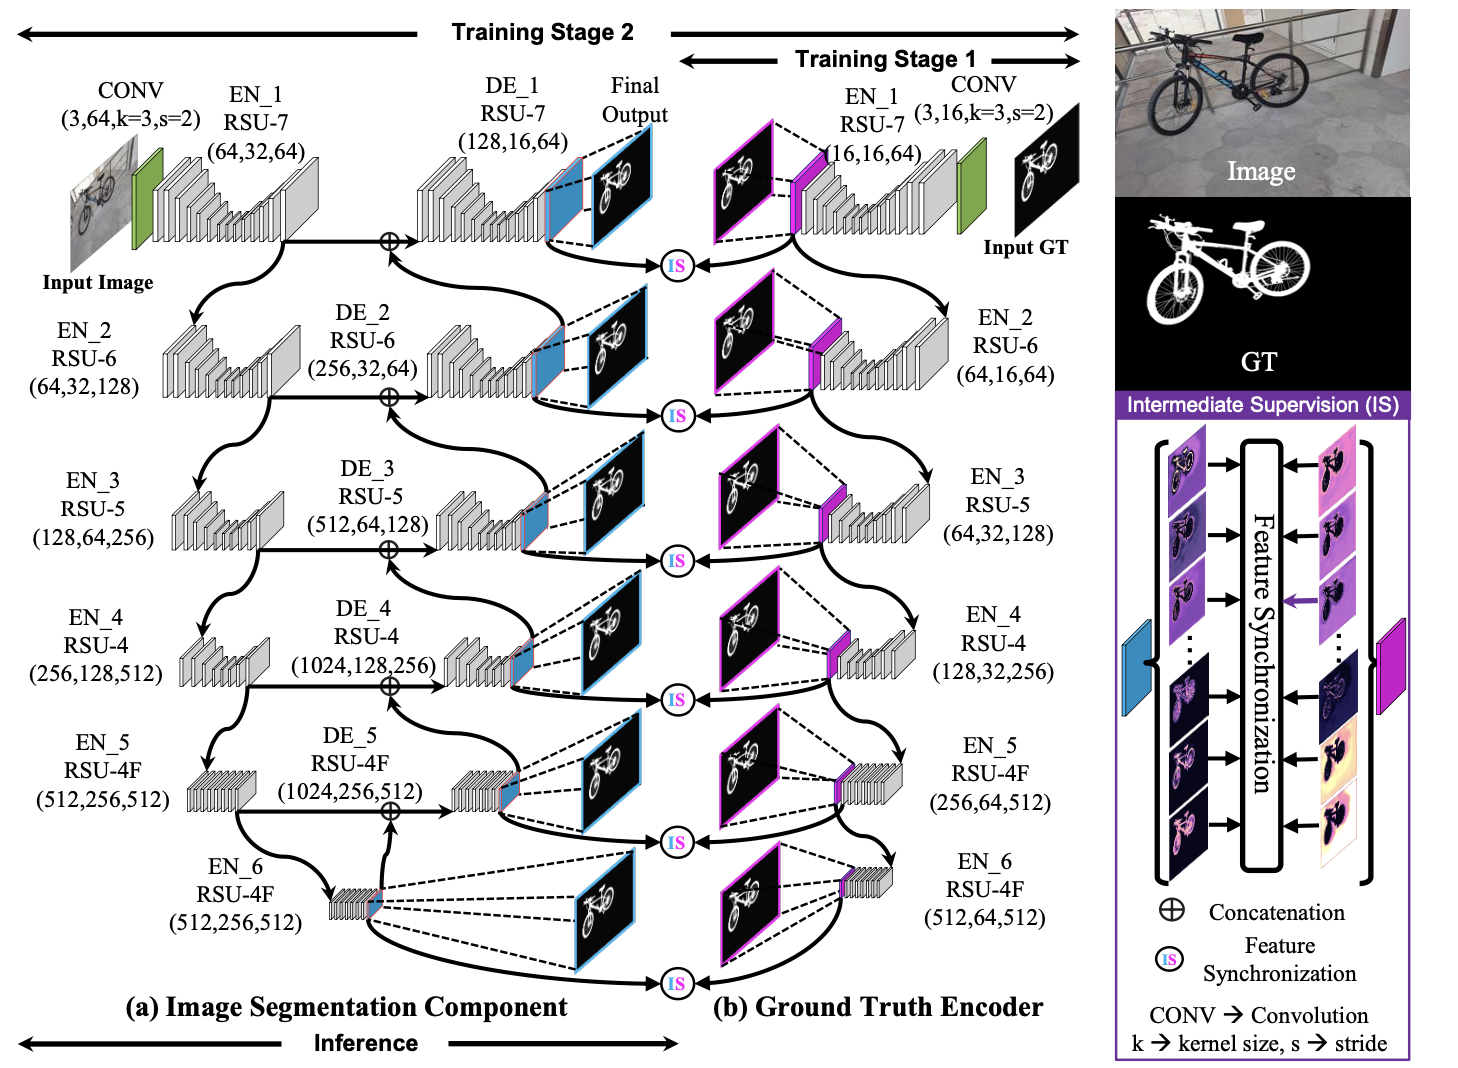 Training Stage 2
Training Stage 1
CONV
(3,64,k=3,s=2)
EN_1
RSU-7
(64,32,64)
DE_1
RSU-7
(128,16,64)
Final
Output
EN_1
RSU-7
(16,16,64)
CONV
(3,16,k=3,s=2)
Input Image
Input GT
IS
EN_2
RSU-6
(64,32,128)
DE_2
RSU-6
(256,32,64)
EN_2
RSU-6
(64,16,64)
IS
EN_3
RSU-5
(128,64,256)
DE_3
RSU-5
(512,64,128)
EN_3
RSU-5
(64,32,128)
IS
EN_4
RSU-4
(256,128,512)
DE_4
RSU-4
(1024,128,256)
EN_4
RSU-4
(128,32,256)
IS
EN_5
RSU-4F
(512,256,512)
DE_5
RSU-4F
(1024,256,512)
EN_5
RSU-4F
(256,64,512)
IS
EN_6
RSU-4F
(512,256,512)
EN_6
RSU-4F
(512,64,512)
IS
(a) Image Segmentation Component
(b) Ground Truth Encoder
Inference
Image
GT
Intermediate Supervision (IS)
Feature Synchronization
Concatenation
IS
Feature
Synchronization
CONV → Convolution
k → kernel size, s → stride